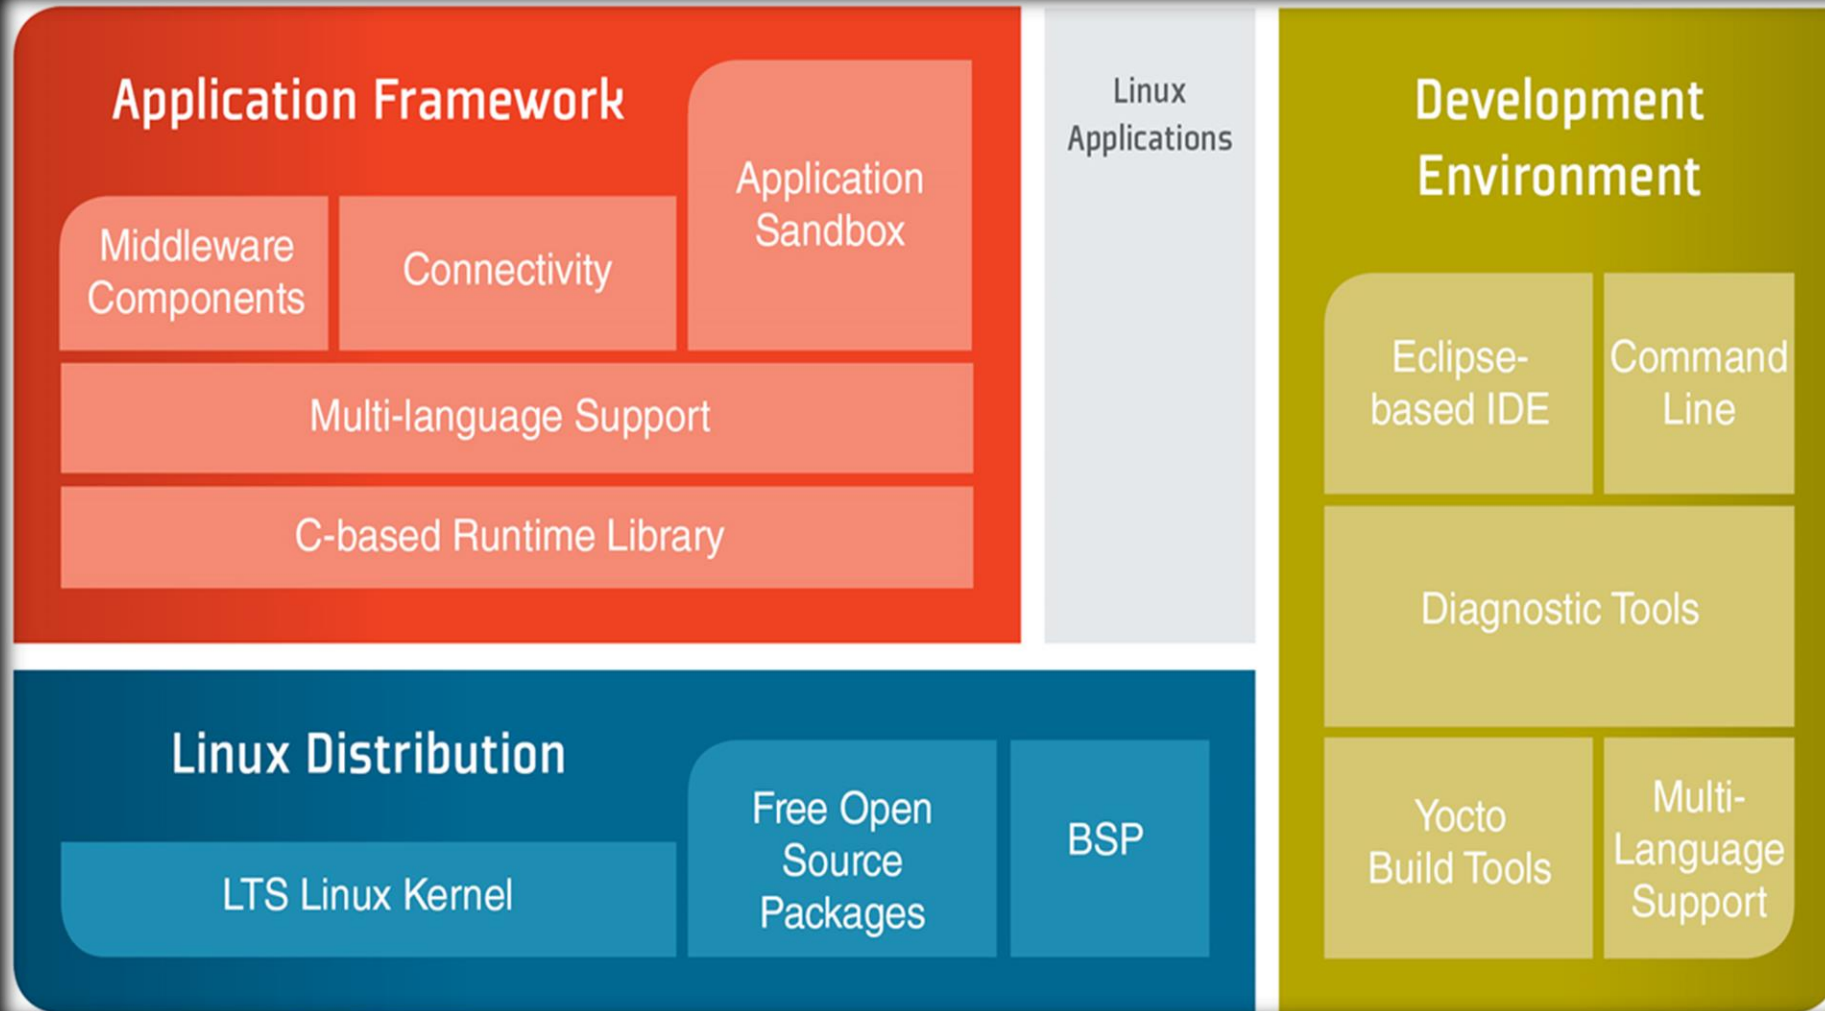 Application Framework
Middleware
Components
Connectivity
Application
Sandbox
Multi-language Support
C-based Runtime Library
Linux
Applications
Linux Distribution
LTS Linux Kernel
Free Open
Source
Packages
BSP
Development
Environment
Eclipse-
based IDE
Command
Line
Diagnostic Tools
Yocto
Build Tools
Multi-
Language
Support